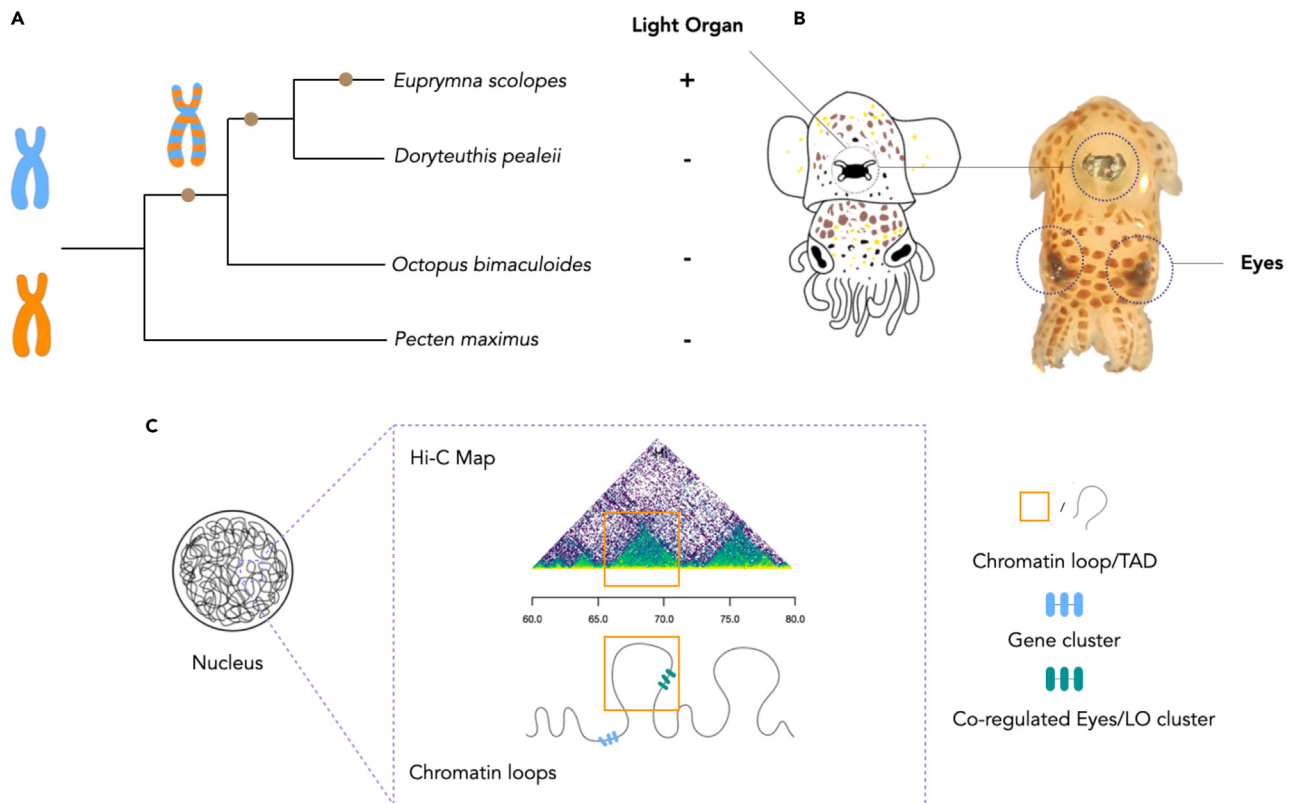 A
Light Organ
B
Euprymna scolopes
+
Doryteuthis pealeii
-
Octopus bimaculoides
-
Eyes
Pecten maximus
-
C
Hi-C Map
Hi
60.0 65.0 70.0 75.0 80.0
Nucleus
Chromatin loops
/
Chromatin loop/TAD
Gene cluster
Co-regulated Eyes/LO cluster